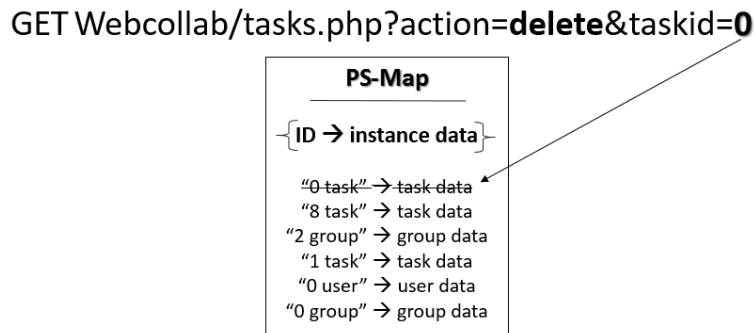 GET Webcollab/tasks.php?action=delete&taskid=0
PS-Map
{ID → instance data}
“0 task” → task data
“8 task” → task data
“2 group” → group data
“1 task” → task data
“0 user” → user data
“0 group” → group data